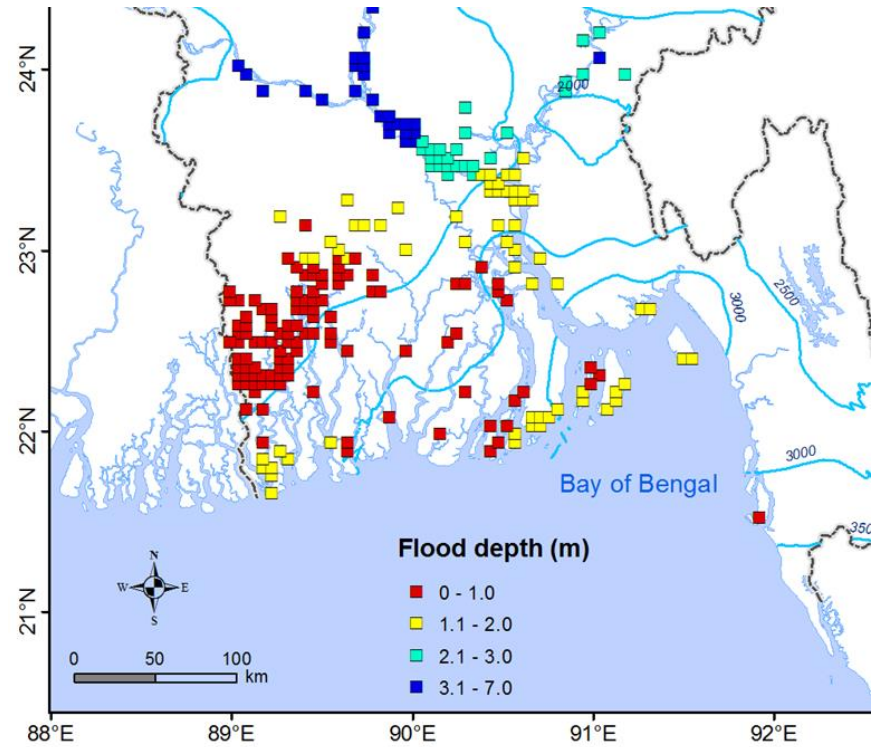 24°N
23°N
22°N
21°N
2000
2500
3000
3000
350
Bay of Bengal
Flood depth (m)
0 - 1.0
1.1 - 2.0
2.1 - 3.0
3.1 - 7.0
N
W E
S
0 50 100
km
88°E 89°E 90°E 91°E 92°E